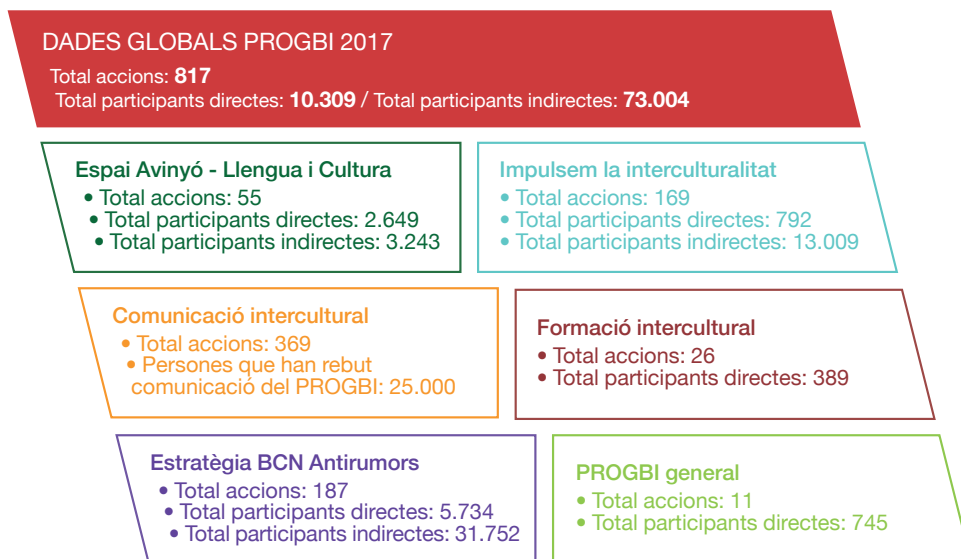 DADES GLOBALS PROGBI 2017
Total accions: 817
Total participants directes: 10.309 / Total participants indirectes: 73.004
Espai Avinyó - Llengua i Cultura
• Total accions: 55
• Total participants directes: 2.649
• Total participants indirectes: 3.243
Impulsem la interculturalitat
• Total accions: 169
• Total participants directes: 792
• Total participants indirectes: 13.009
Comunicació intercultural
• Total accions: 369
• Persones que han rebut
comunicació del PROGBI: 25.000
Formació intercultural
• Total accions: 26
• Total participants directes: 389
Estratègia BCN Antirumors
• Total accions: 187
• Total participants directes: 5.734
• Total participants indirectes: 31.752
PROGBI general
• Total accions: 11
• Total participants directes: 745